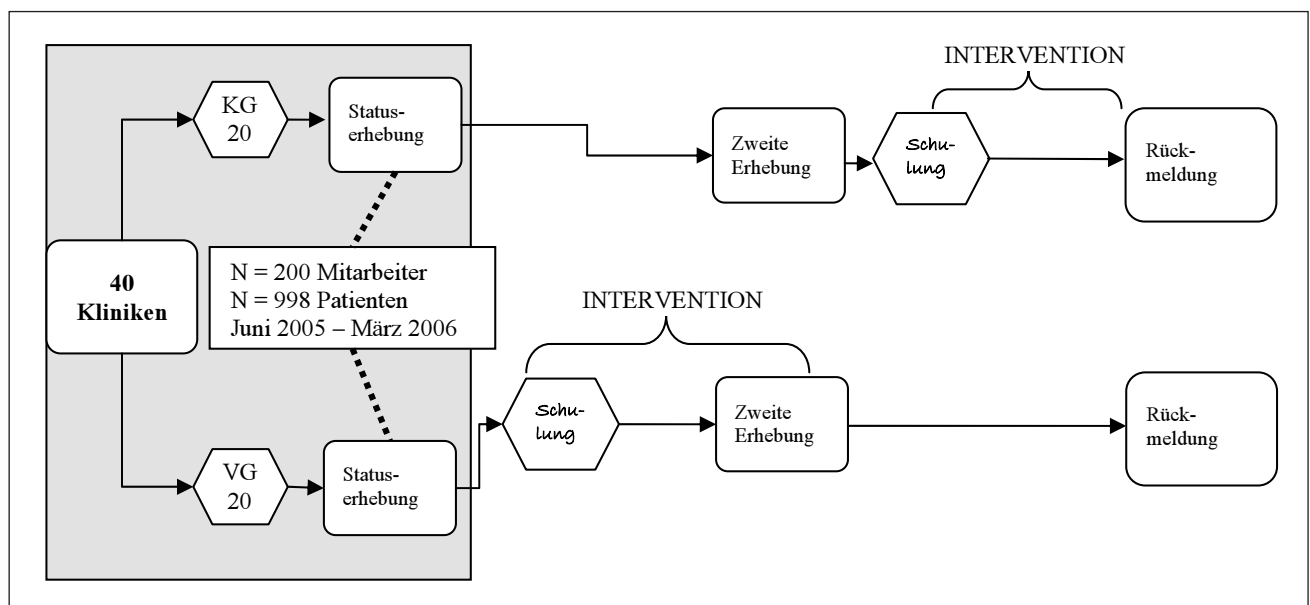 INTERVENTION
KG
20
Status-
erhebung
Zweite
Erhebung
Schu-
lung
Rück-
meldung
40
Kliniken
N = 200 Mitarbeiter
N = 998 Patienten
Juni 2005 – März 2006
INTERVENTION
VG
20
Status-
erhebung
Schu-
lung
Zweite
Erhebung
Rück-
meldung